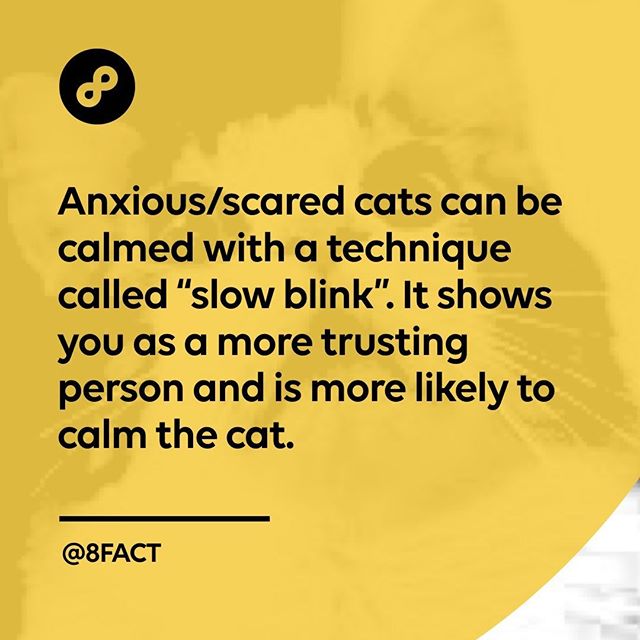 Anxious/scared cats can be
calmed with a technique
called “slow blink”. It shows
you as a more trusting
person and is more likely to
calm the cat.
@8FACT